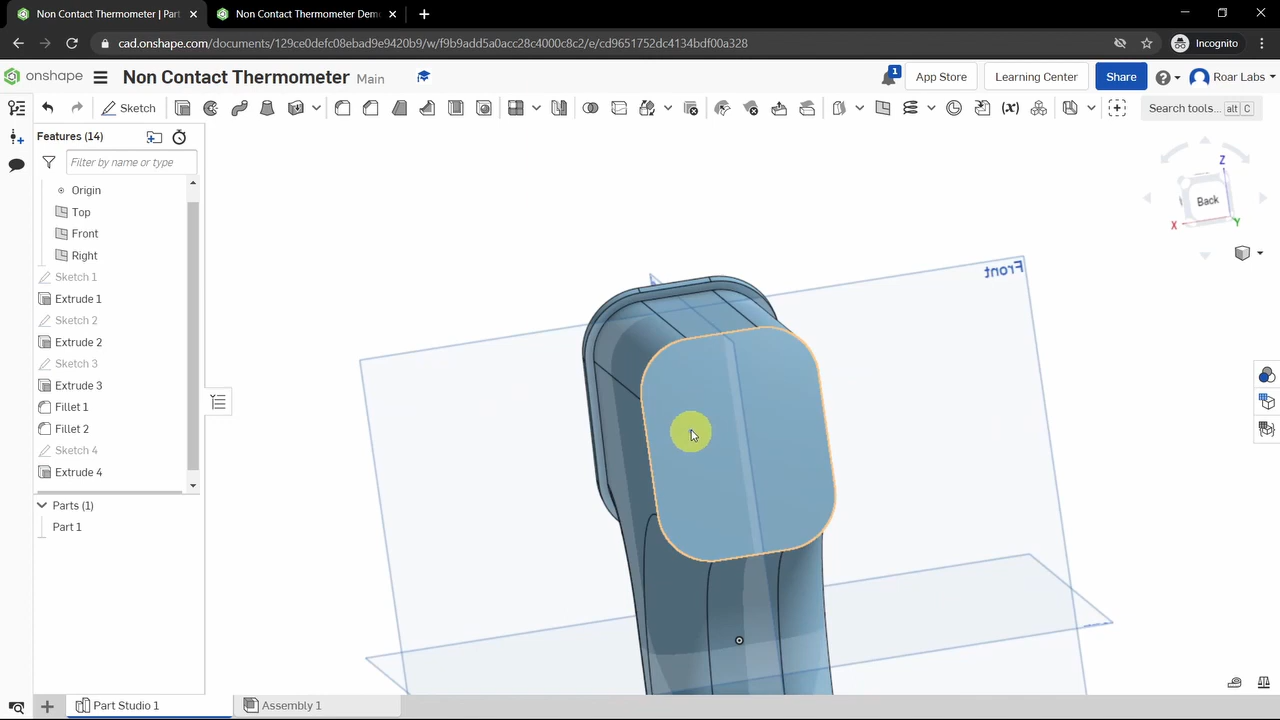 Non Contact Thermometer | Part
Non Contact Thermometer Dem
cad.onshape.com/documents/129ce0defc08ebad9e9420b9/w/f9b9add5a0acc28c4000c8c2/e/cd9651752dc4134bdf00a328
Incognito
onshape
Non Contact Thermometer Main
1
App Store
Learning Center
Share
Roar Labs
Sketch
Search tools... alt C
Features (14)
Filter by name or type
Origin
Top
Front
Right
Sketch 1
Extrude 1
Sketch 2
Extrude 2
Sketch 3
Extrude 3
Fillet 1
Fillet 2
Sketch 4
Extrude 4
Parts (1)
Part 1
Front
Z
Back
X
Y
Part Studio 1
Assembly 1